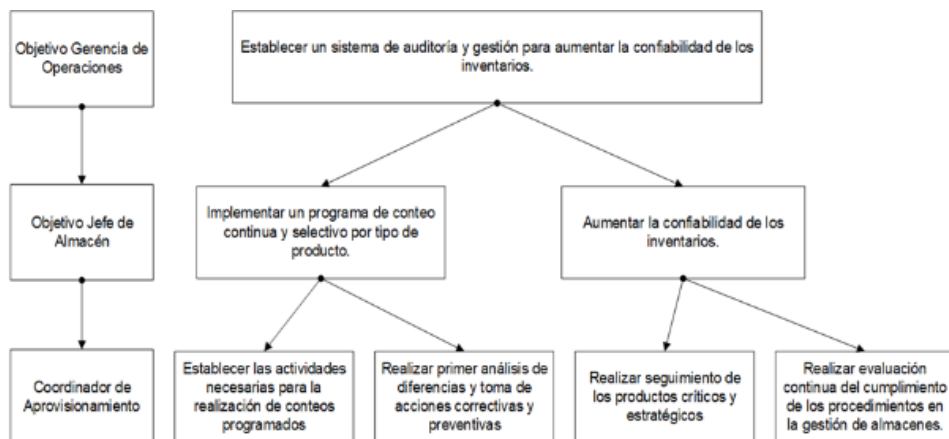 Objetivo Gerencia de
Operaciones
Establecer un sistema de auditoría y gestión para aumentar la confiabilidad de los
inventarios.
Objetivo Jefe de
Almacén
Implementar un programa de conteo
continua y selectivo por tipo de
producto.
Aumentar la confiabilidad de los
inventarios.
Coordinador de
Aprovisionamiento
Establecer las actividades
necesarias para la
realización de conteos
programados
Realizar primer análisis de
diferencias y toma de
acciones correctivas y
preventivas
Realizar seguimiento de
los productos críticos y
estratégicos
Realizar evaluación
continua del cumplimiento
de los procedimientos en
la gestión de almacenes.